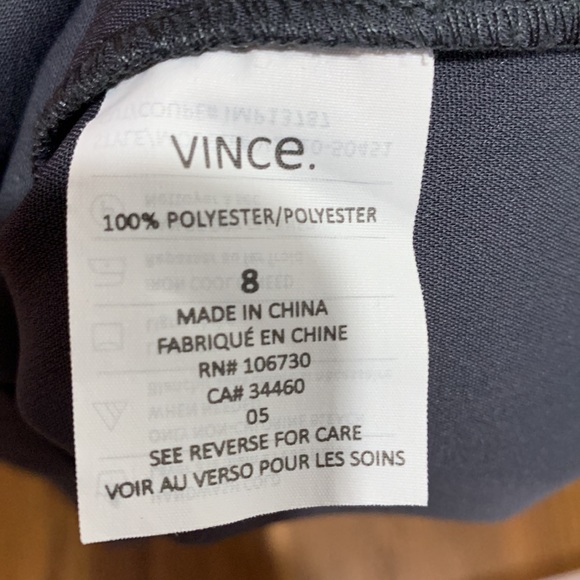 VINCe.
100% POLYESTER/POLYESTER
8
MADE IN CHINA
FABRIQUÉ EN CHINE
RN# 106730
CA# 34460
05
SEE REVERSE FOR CARE
VOIR AU VERSO POUR LES SOINS